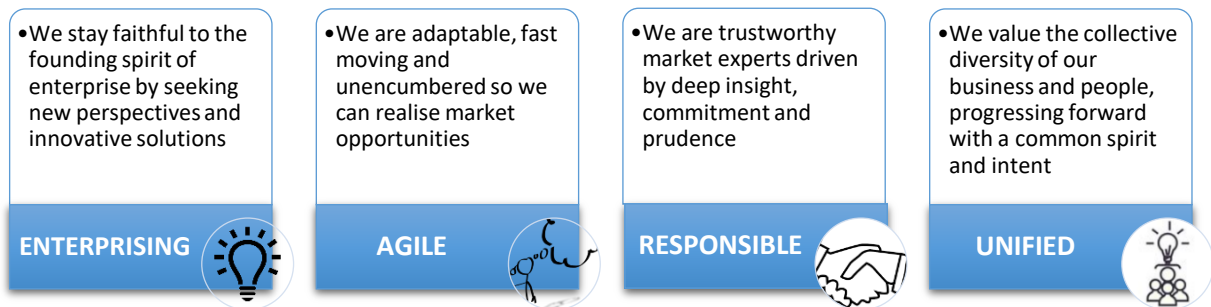 •We stay faithful to the
founding spirit of
enterprise by seeking
new perspectives and
innovative solutions
ENTERPRISING
•We are adaptable, fast
moving and
unencumbered so we
can realise market
opportunities
AGILE
•We are trustworthy
market experts driven
by deep insight,
commitment and
prudence
RESPONSIBLE
•We value the collective
diversity of our
business and people,
progressing forward
with a common spirit
and intent
UNIFIED